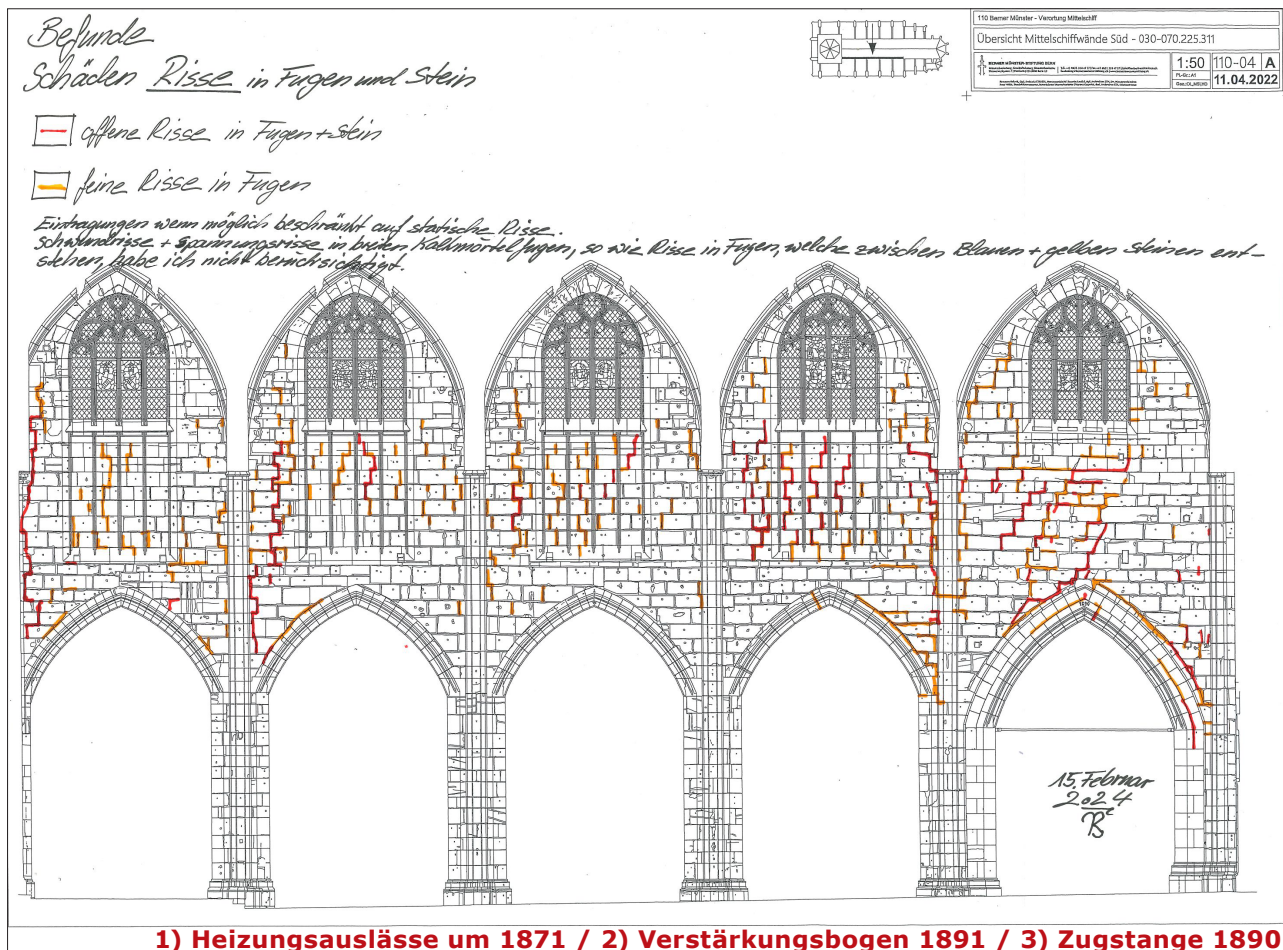 Befunde
Schäden Risse in Fugen und Stein
offene Risse in Fugen + Stein
feine Risse in Fugen
Eintragungen wenn möglich beschränkt auf statische Risse.
Schwundrisse + Spannungsrisse in breiten Kalkmörtelfugen, so wie Risse in Fugen, welche zwischen Blauen + gelben Steinen ent-
stehen, habe ich nicht berücksichtigt.
110 Berner Münster - Verortung Mittelschiff
Übersicht Mittelschiffwände Süd - 030-070.225.311
BERNER MÜNSTER-STIFTUNG BERN
1:50 110-04 A
11.04.2022
15. Februar
2024
1) Heizungsauslässe um 1871 / 2) Verstärkungsbogen 1891 / 3) Zugstange 1890